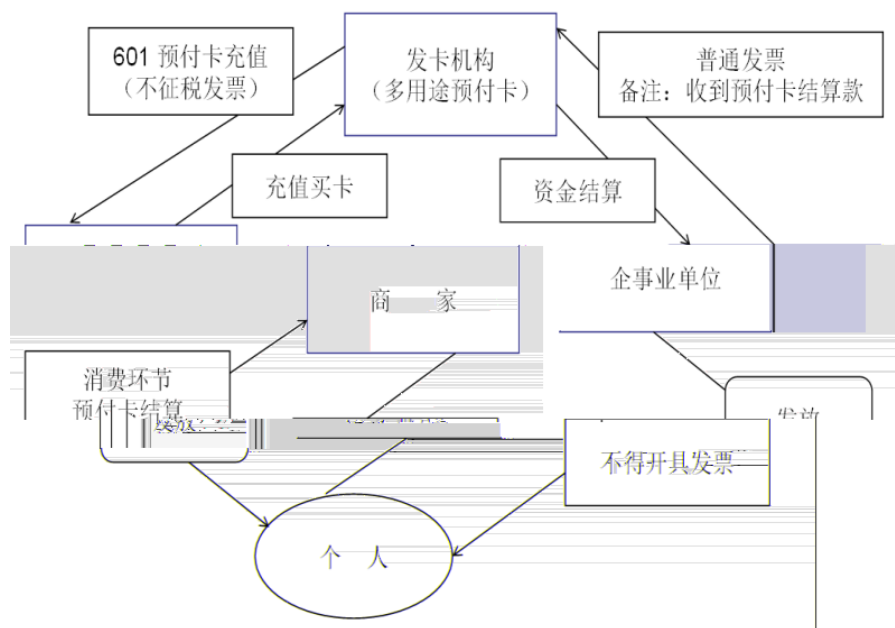 601 预付卡充值
（不征税发票）
发卡机构
（多用途预付卡）
普通发票
备注：收到预付卡结算款
充值买卡
资金结算
商 家
企事业单位
消费环节
预付卡结算
发放
不得开具发票
个 人